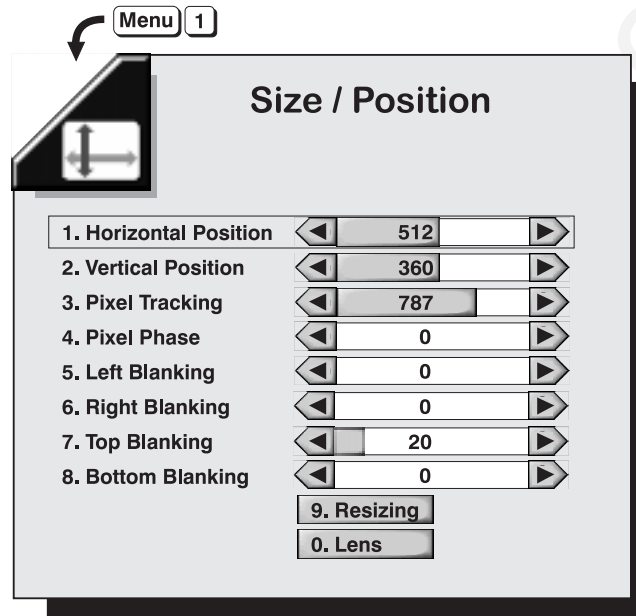 Menu 1
Size / Position
1. Horizontal Position 512
2. Vertical Position 360
3. Pixel Tracking 787
4. Pixel Phase 0
5. Left Blanking 0
6. Right Blanking 0
7. Top Blanking 20
8. Bottom Blanking 0
9. Resizing
0. Lens